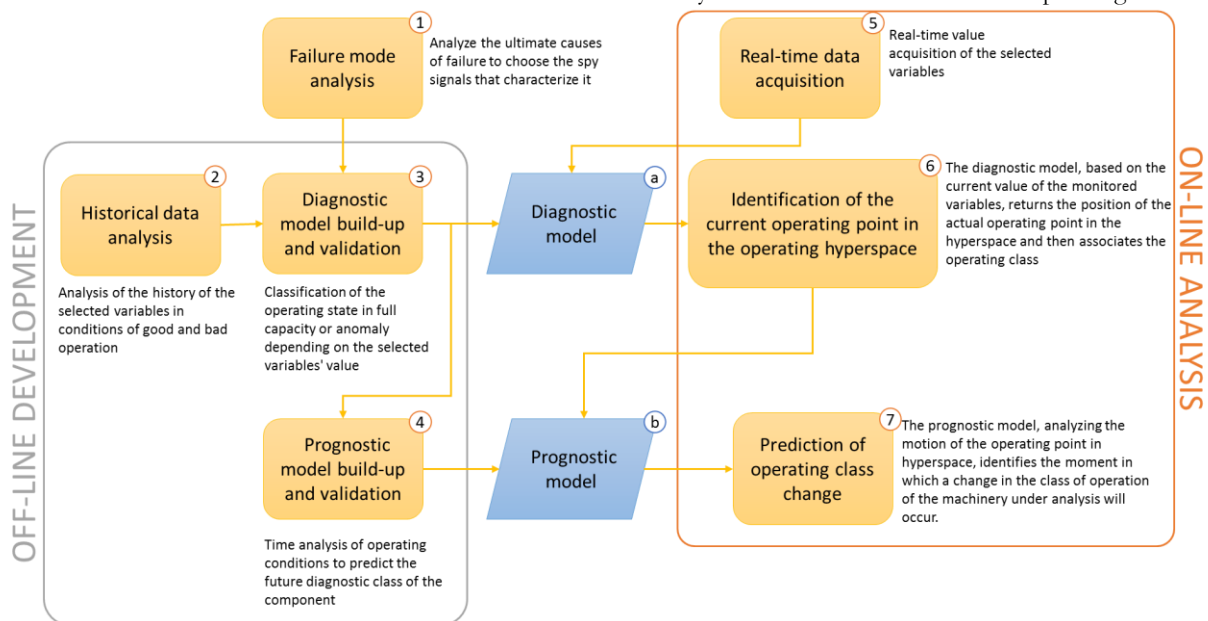 1
Failure mode
analysis
Analyze the ultimate causes
of failure to choose the spy
signals that characterize it
5
Real-time data
acquisition
Real-time value
acquisition of the selected
variables
OFF-LINE DEVELOPMENT
2
Historical data
analysis
Analysis of the history of the
selected variables in
conditions of good and bad
operation
3
Diagnostic
model build-up
and validation
Classification of the
operating state in full
capacity or anomaly
depending on the selected
variables' value
a
Diagnostic
model
6
Identification of the
current operating point in
the operating hyperspace
The diagnostic model, based on the
current value of the monitored
variables, returns the position of the
actual operating point in the
hyperspace and then associates the
operating class
ON-LINE ANALYSIS
4
Prognostic
model build-up
and validation
Time analysis of operating
conditions to predict the
future diagnostic class of the
component
b
Prognostic
model
7
Prediction of
operating class
change
The prognostic model, analyzing the
motion of the operating point in
hyperspace, identifies the moment in
which a change in the class of operation
of the machinery under analysis will
occur.